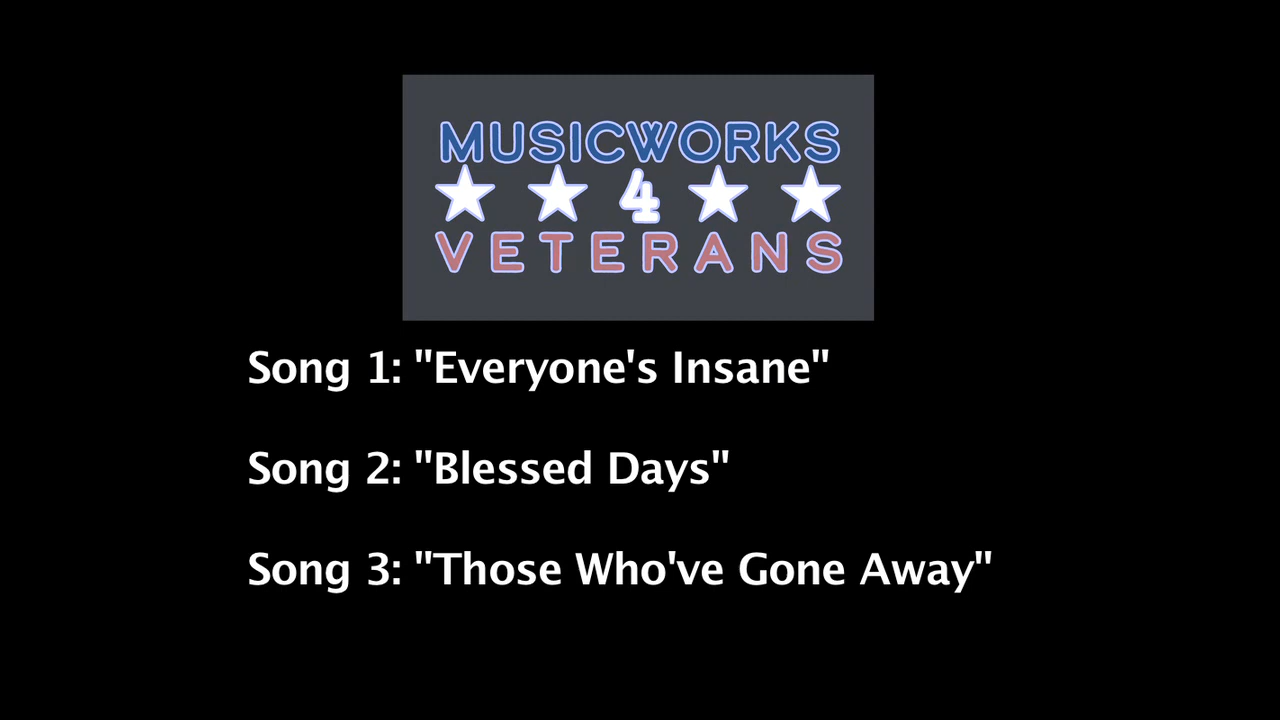 MUSICWORKS
4
VETERANS
Song 1: "Everyone's Insane"
Song 2: "Blessed Days"
Song 3: "Those Who've Gone Away"